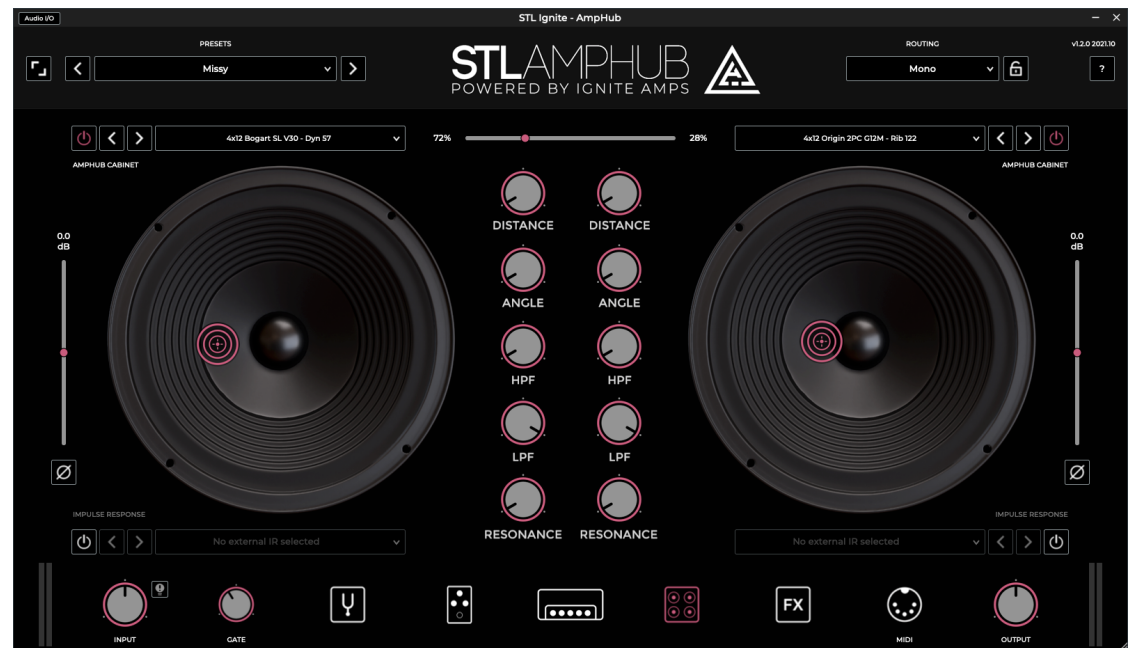 Audio I/O
STL Ignite - AmpHub
PRESETS
Missy
STLAMPHUB
POWERED BY IGNITE AMPS
ROUTING
Mono
v1.2.0 2021.10
?
4x12 Bogart SL V30 - Dyn 57
72%
28%
4x12 Origin 2PC G12M - Rib 122
AMPHUB CABINET
AMPHUB CABINET
0.0
dB
0.0
dB
DISTANCE
DISTANCE
ANGLE
ANGLE
HPF
HPF
LPF
LPF
RESONANCE
RESONANCE
IMPULSE RESPONSE
IMPULSE RESPONSE
No external IR selected
No external IR selected
FX
INPUT
GATE
MIDI
OUTPUT